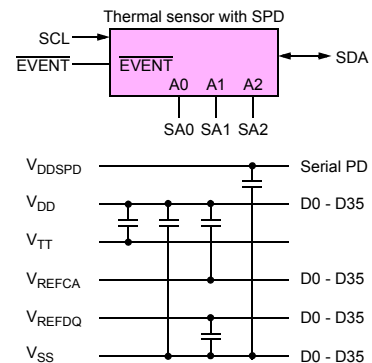 Thermal sensor with SPD
SCL
EVENT
EVENT
SDA
A0 A1 A2
SA0 SA1 SA2
VDDSPD Serial PD
VDD D0 - D35
VTT
VREFCA D0 - D35
VREFDQ D0 - D35
VSS D0 - D35